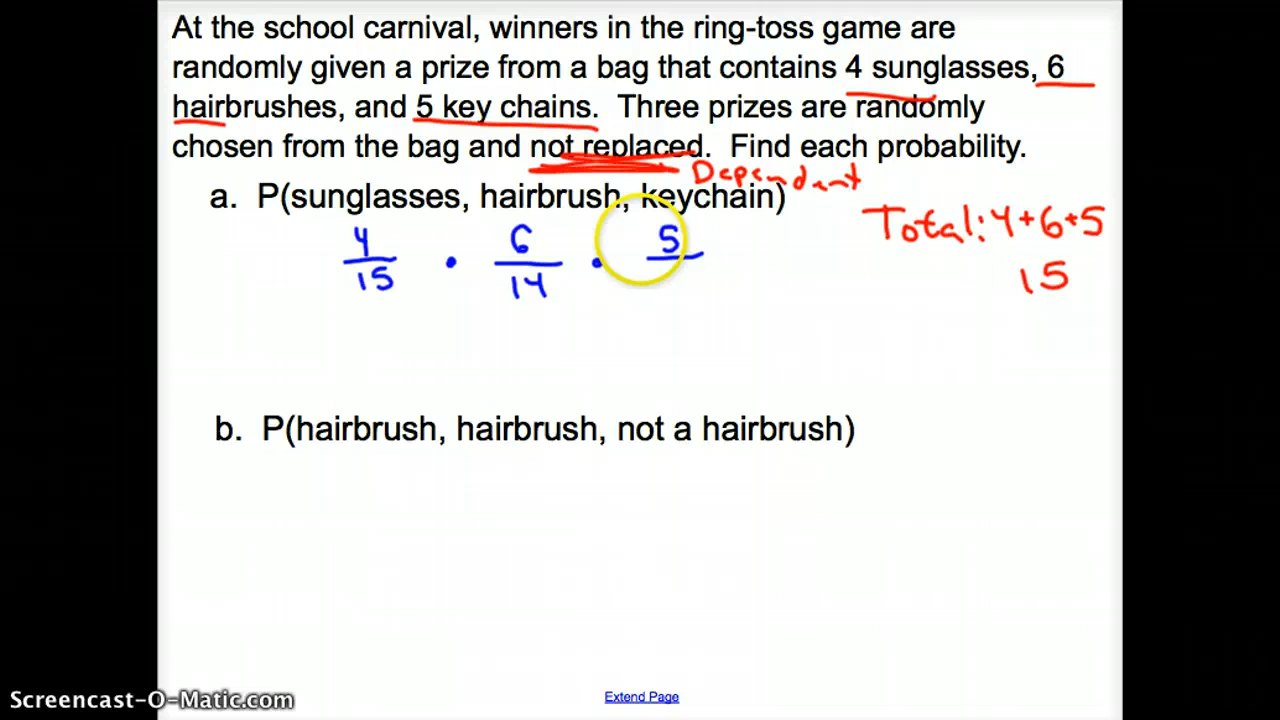 At the school carnival, winners in the ring-toss game are
randomly given a prize from a bag that contains 4 sunglasses, 6
hairbrushes, and 5 key chains. Three prizes are randomly
chosen from the bag and not replaced. Find each probability.
Dependent
a. P(sunglasses, hairbrush, keychain)
Total: 4+6+5
15
4/15 · 6/14 · 5/
b. P(hairbrush, hairbrush, not a hairbrush)
Extend Page
Screencast-O-Matic.com